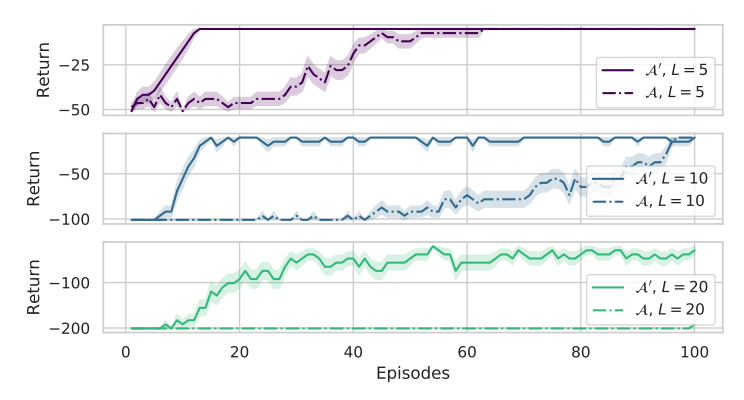 Return
−25
−50
𝒜′, L = 5
𝒜, L = 5
Return
−50
−100
𝒜′, L = 10
𝒜, L = 10
Return
−100
−200
𝒜′, L = 20
𝒜, L = 20
0 20 40 60 80 100
Episodes